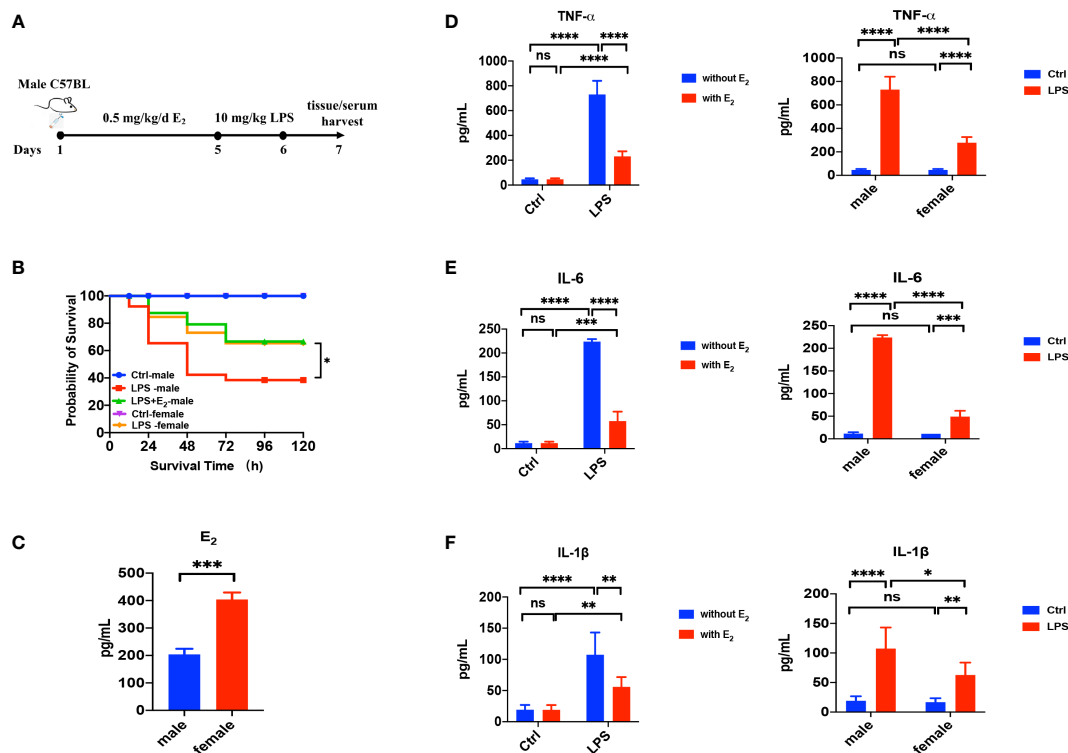 A
Male C57BL
0.5 mg/kg/d E₂
10 mg/kg LPS
tissue/serum
harvest
Days 1 5 6 7
B
Probability of Survival
100
80
60
40
20
0
Ctrl-male
LPS -male
LPS+E₂-male
Ctrl-female
LPS -female
*
0 24 48 72 96 120
Survival Time (h)
C
E₂
***
pg/mL
500
400
300
200
100
0
male female
D
TNF-α
**** ****
ns ****
pg/mL
1000
800
600
400
200
0
Ctrl LPS
without E₂
with E₂
TNF-α
**** ****
ns ****
pg/mL
1000
800
600
400
200
0
male female
Ctrl
LPS
E
IL-6
**** ****
ns ***
pg/mL
250
200
150
100
50
0
Ctrl LPS
without E₂
with E₂
IL-6
**** ****
ns ***
pg/mL
250
200
150
100
50
0
male female
Ctrl
LPS
F
IL-1β
**** **
ns **
pg/mL
200
150
100
50
0
Ctrl LPS
without E₂
with E₂
IL-1β
**** *
ns **
pg/mL
200
150
100
50
0
male female
Ctrl
LPS